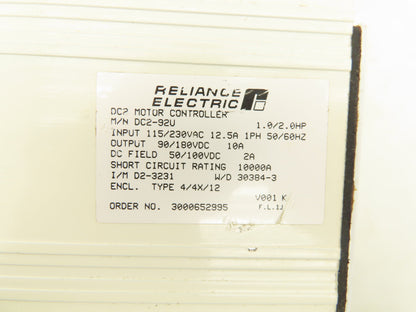 RELIANCE
ELECTRIC
DC2 MOTOR CONTROLLER
M/N DC2-92U 1.0/2.0HP
INPUT 115/230VAC 12.5A 1PH 50/60HZ
OUTPUT 90/180VDC 10A
DC FIELD 50/100VDC 2A
SHORT CIRCUIT RATING 10000A
I/M D2-3231 W/D 30384-3
ENCL. TYPE 4/4X/12
V001 K
ORDER NO. 3000652995